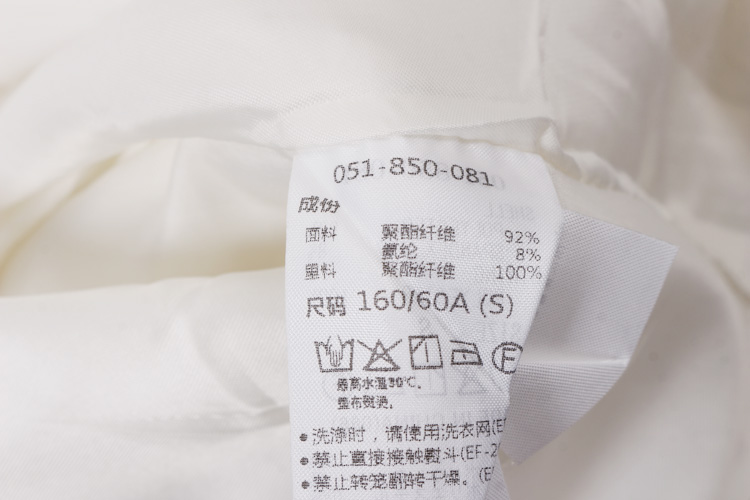 051-850-081
成份
面料 聚酯纤维 92%
氨纶 8%
里料 聚酯纤维 100%
尺码 160/60A (S)
F
最高水温30℃。
垫布熨烫。
•洗涤时，请使用洗衣网(E
•禁止直接接触熨斗(EF-2
•禁止转笼翻转干燥。(E